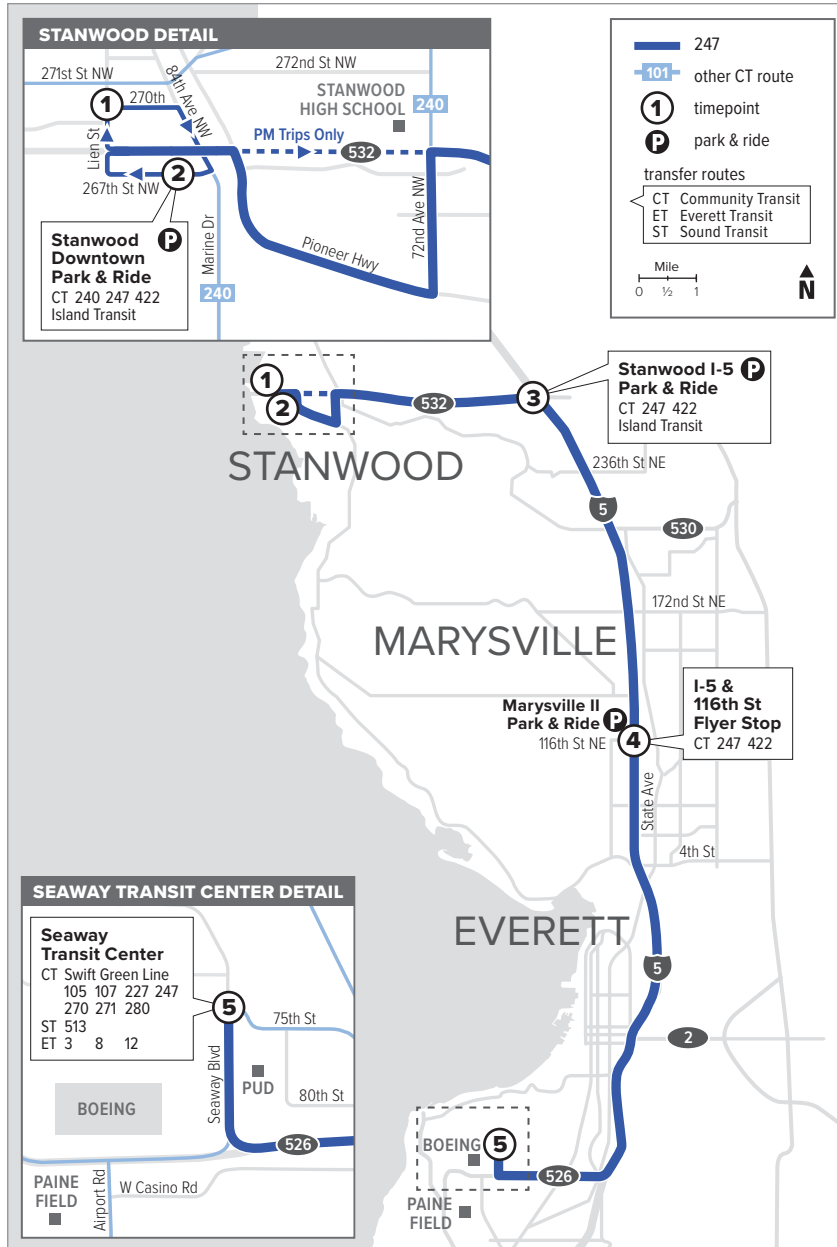 STANWOOD DETAIL
271st St NW
272nd St NW
84th Ave NW
270th
1
STANWOOD
HIGH SCHOOL
240
PM Trips Only
532
Lien St
267th St NW
2
72nd Ave NW
Pioneer Hwy
Marine Dr
240
Stanwood
Downtown
Park & Ride
P
CT 240 247 422
Island Transit
247
101 other CT route
1 timepoint
P park & ride
transfer routes
CT Community Transit
ET Everett Transit
ST Sound Transit
Mile
0 ½ 1
N
1
2
532
3
Stanwood I-5
Park & Ride
P
CT 247 422
Island Transit
STANWOOD
236th St NE
5
530
172nd St NE
MARYSVILLE
Marysville II
Park & Ride
P
116th St NE
4
I-5 &
116th St
Flyer Stop
CT 247 422
State Ave
4th St
EVERETT
5
2
BOEING
5
526
PAINE
FIELD
SEAWAY TRANSIT CENTER DETAIL
Seaway
Transit Center
CT Swift Green Line
105 107 227 247
270 271 280
ST 513
ET 3 8 12
5
75th St
Seaway Blvd
PUD
80th St
BOEING
526
PAINE
FIELD
Airport Rd
W Casino Rd